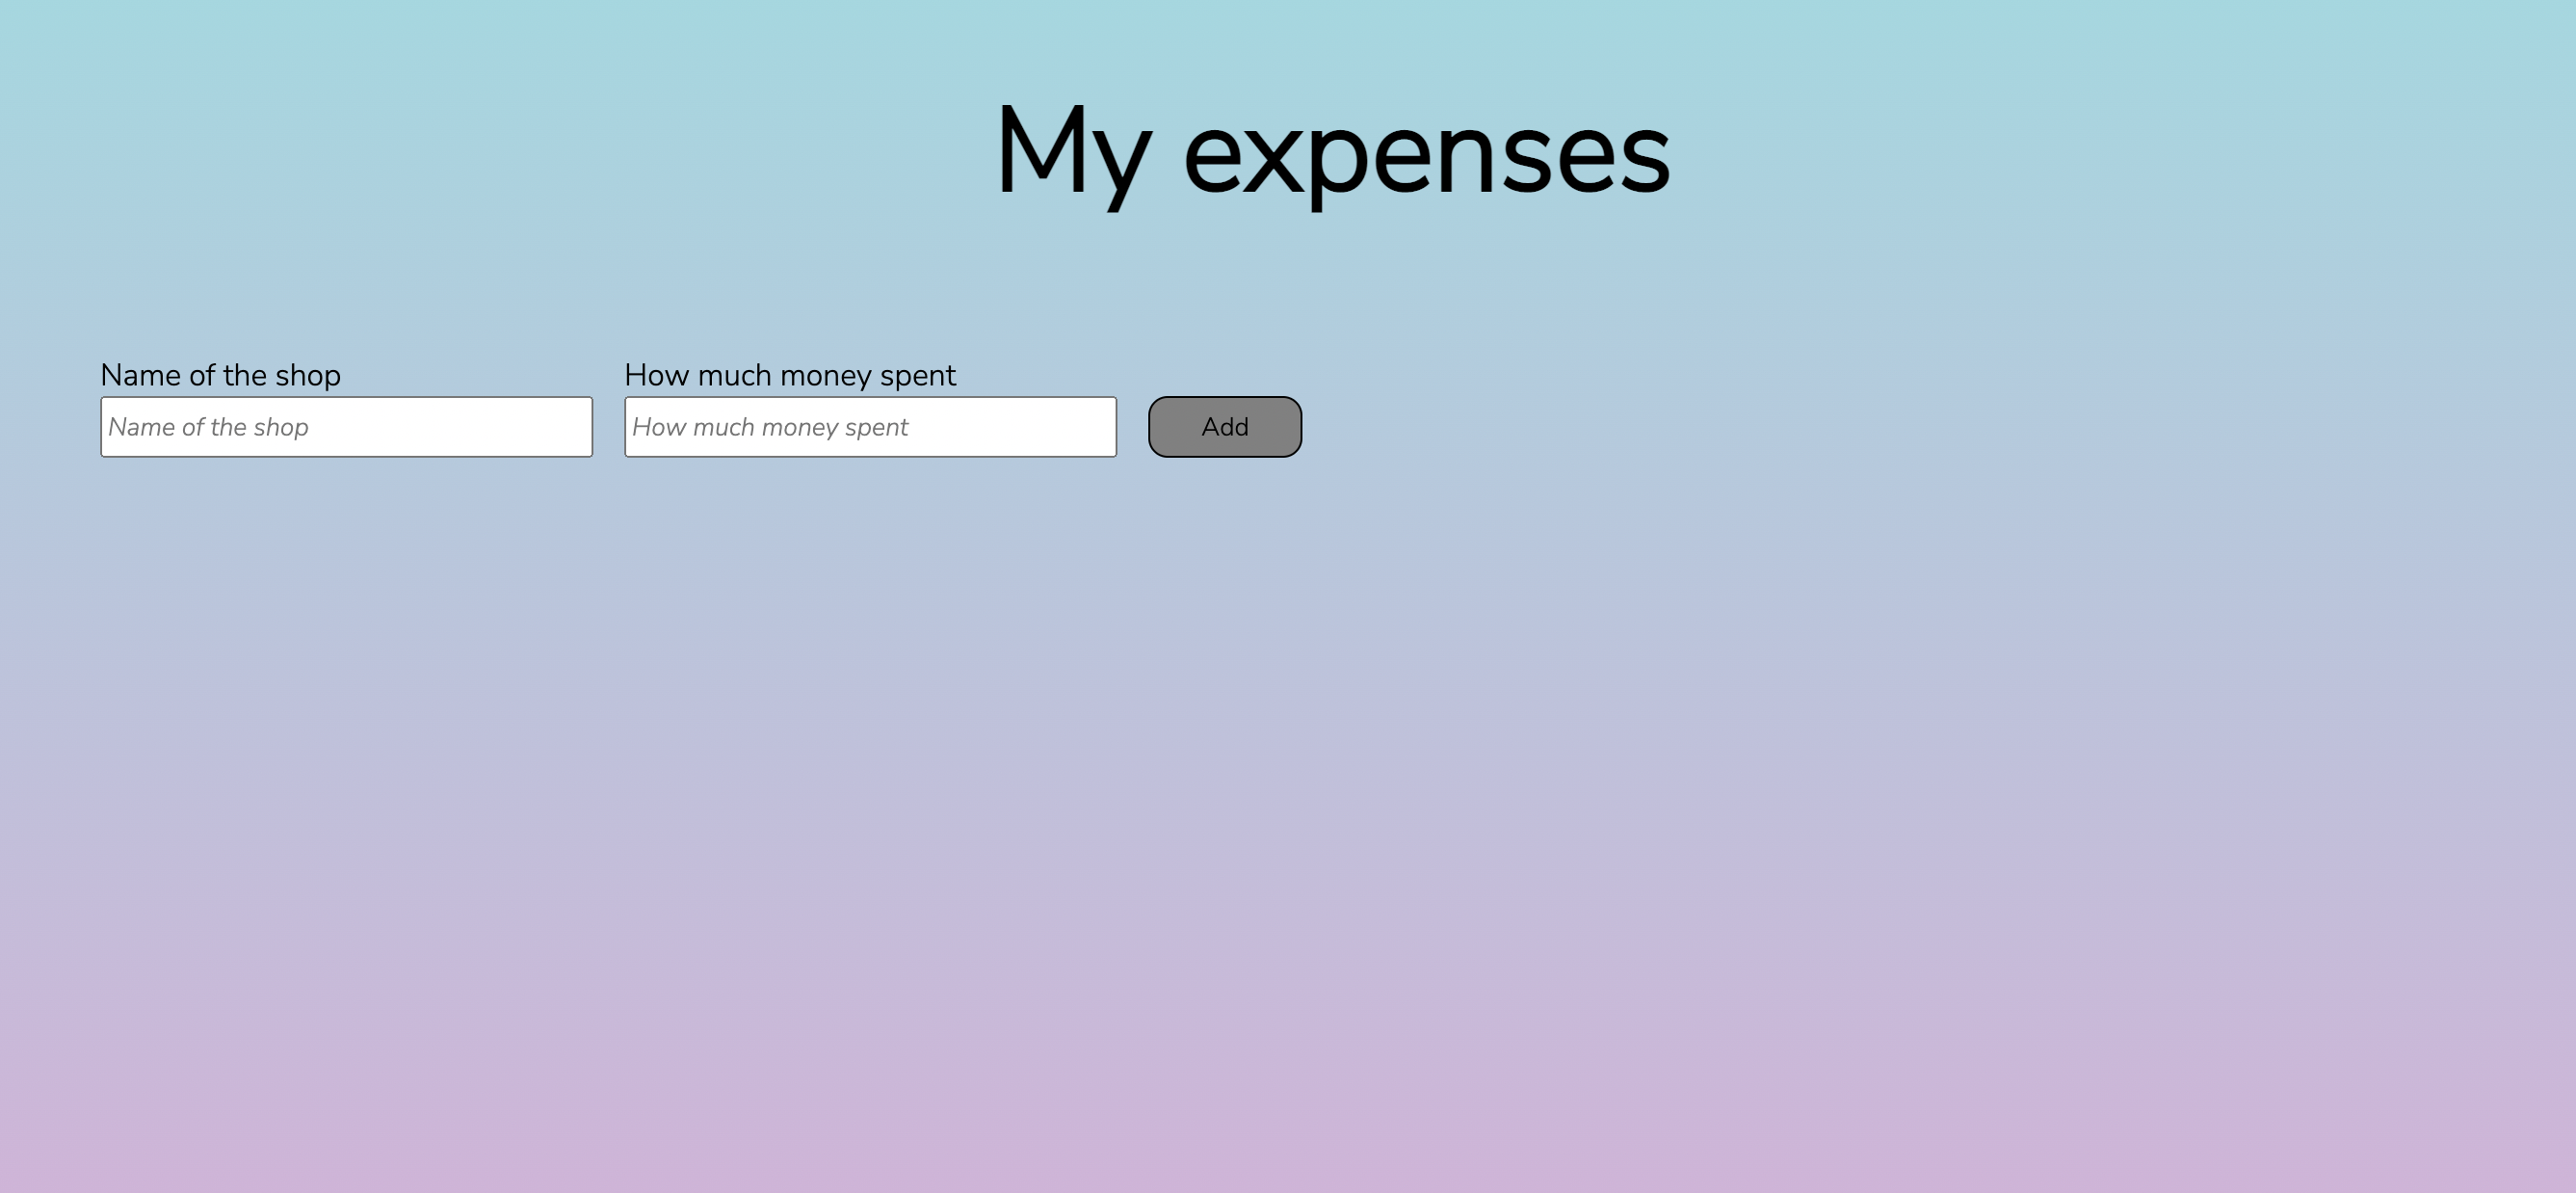 My expenses
Name of the shop
How much money spent
Name of the shop
How much money spent
Add